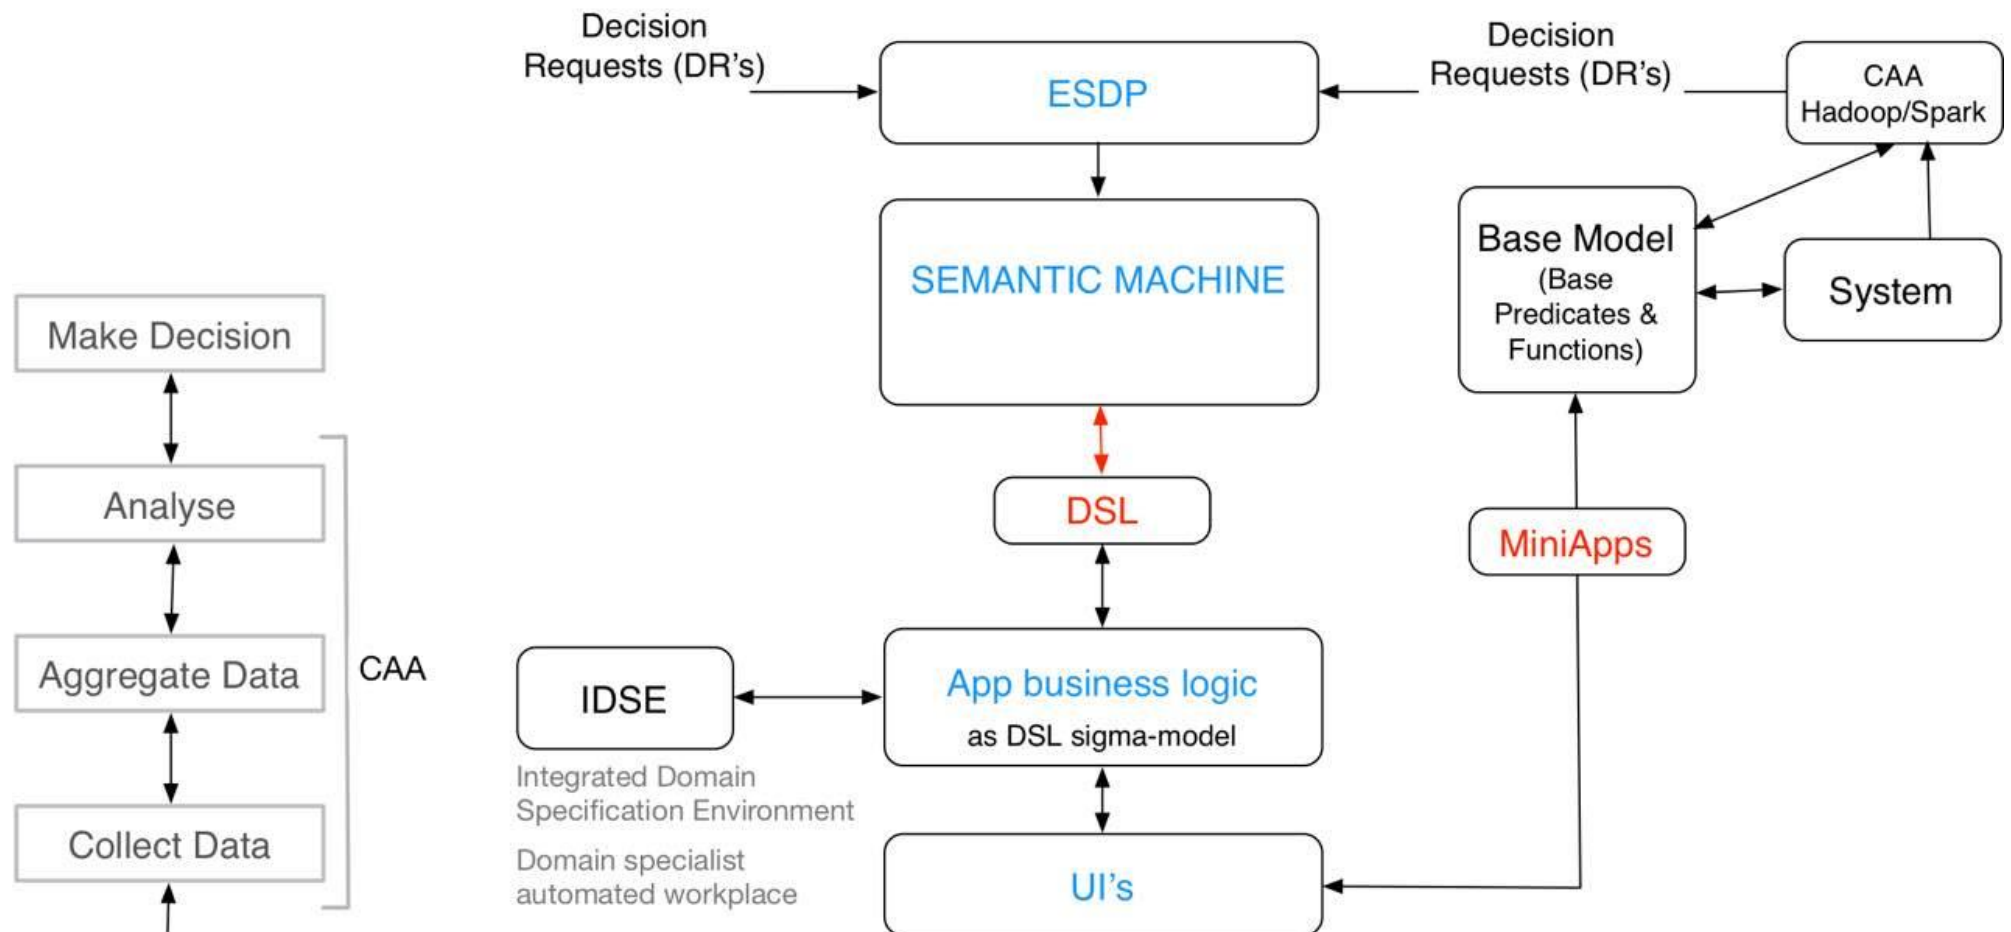 Decision
Requests (DR's)
ESDP
Decision
Requests (DR's)
CAA
Hadoop/Spark
SEMANTIC MACHINE
Base Model
(Base
Predicates &
Functions)
System
Make Decision
Analyse
Aggregate Data
Collect Data
CAA
DSL
MiniApps
IDSE
Integrated Domain
Specification Environment
Domain specialist
automated workplace
App business logic
as DSL sigma-model
UI's